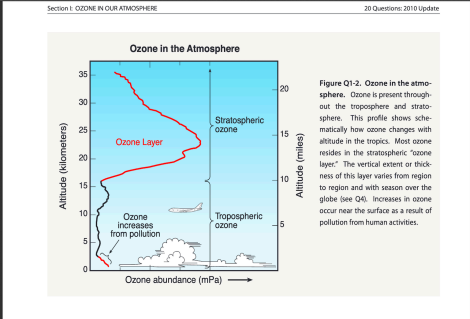 Section I: OZONE IN OUR ATMOSPHERE
20 Questions: 2010 Update
Ozone in the Atmosphere
35
30
25
20
15
10
5
0
Altitude (kilometers)
Ozone Layer
Stratospheric
ozone
Ozone
increases
from pollution
Tropospheric
ozone
20
15
10
5
Altitude (miles)
Ozone abundance (mPa)
Figure Q1-2. Ozone in the atmo-
sphere. Ozone is present through-
out the troposphere and strato-
sphere. This profile shows sche-
matically how ozone changes with
altitude in the tropics. Most ozone
resides in the stratospheric "ozone
layer." The vertical extent or thick-
ness of this layer varies from region
to region and with season over the
globe (see Q4). Increases in ozone
occur near the surface as a result of
pollution from human activities.